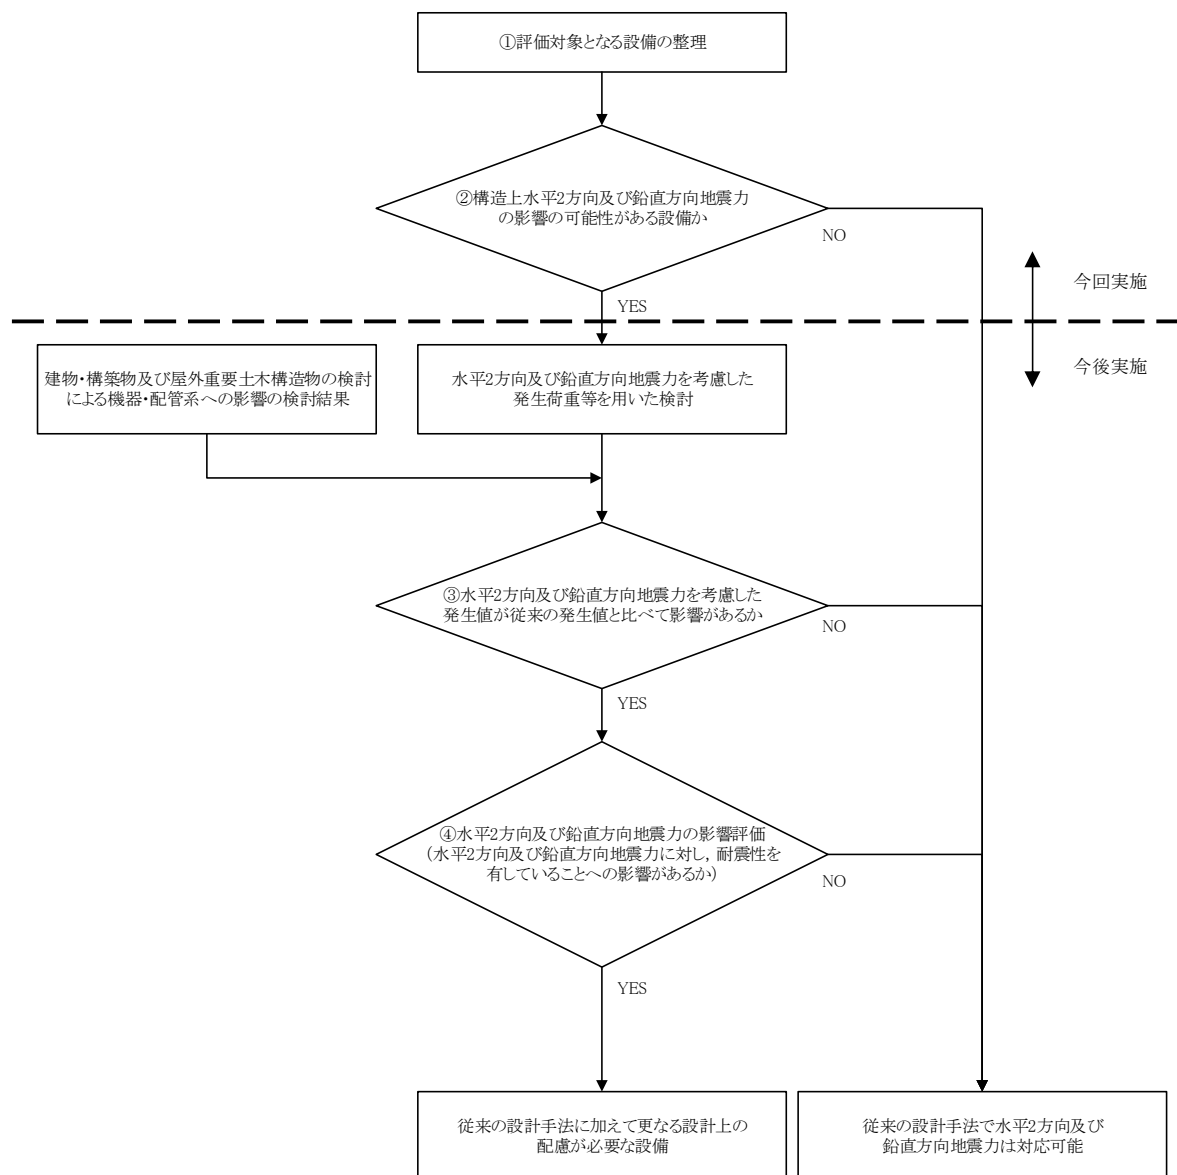 ①評価対象となる設備の整理
②構造上水平2方向及び鉛直方向地震力
の影響の可能性がある設備か
NO
YES
今回実施
今後実施
建物・構築物及び屋外重要土木構造物の検討
による機器・配管系への影響の検討結果
水平2方向及び鉛直方向地震力を考慮した
発生荷重等を用いた検討
③水平2方向及び鉛直方向地震力を考慮した
発生値が従来の発生値と比べて影響があるか
NO
YES
④水平2方向及び鉛直方向地震力の影響評価
(水平2方向及び鉛直方向地震力に対し，耐震性を
有していることへの影響があるか)
NO
YES
従来の設計手法に加えて更なる設計上の
配慮が必要な設備
従来の設計手法で水平2方向及び
鉛直方向地震力は対応可能